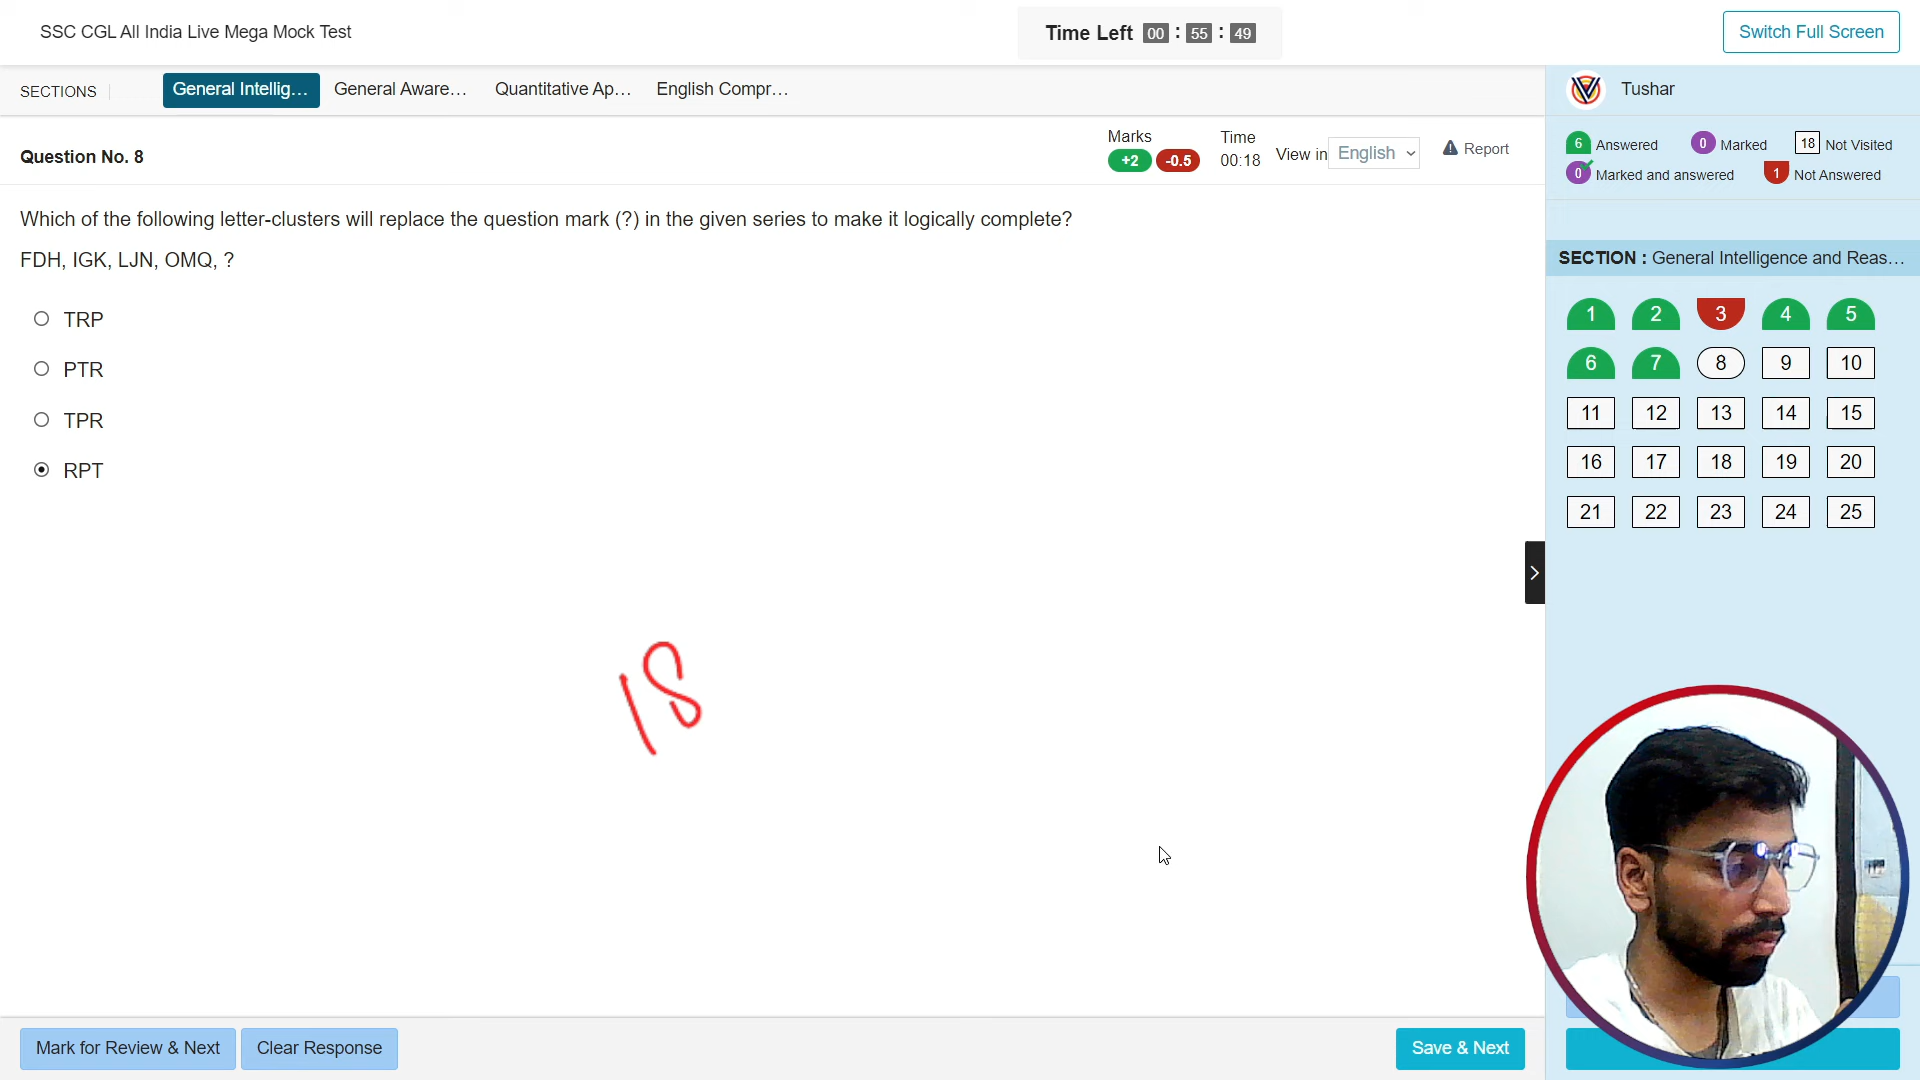 SSC CGL All India Live Mega Mock Test
Time Left 00 : 55 : 49
Switch Full Screen
SECTIONS
General Intellig...
General Aware...
Quantitative Ap...
English Compr...
Tushar
Question No. 8
Marks
+2 -0.5
Time
00:18
View in English
Report
6 Answered
0 Marked
18 Not Visited
0 Marked and answered
1 Not Answered
Which of the following letter-clusters will replace the question mark (?) in the given series to make it logically complete?
FDH, IGK, LJN, OMQ, ?
TRP
PTR
TPR
RPT
SECTION : General Intelligence and Reas...
1 2 3 4 5
6 7 8 9 10
11 12 13 14 15
16 17 18 19 20
21 22 23 24 25
18
Mark for Review & Next
Clear Response
Save & Next